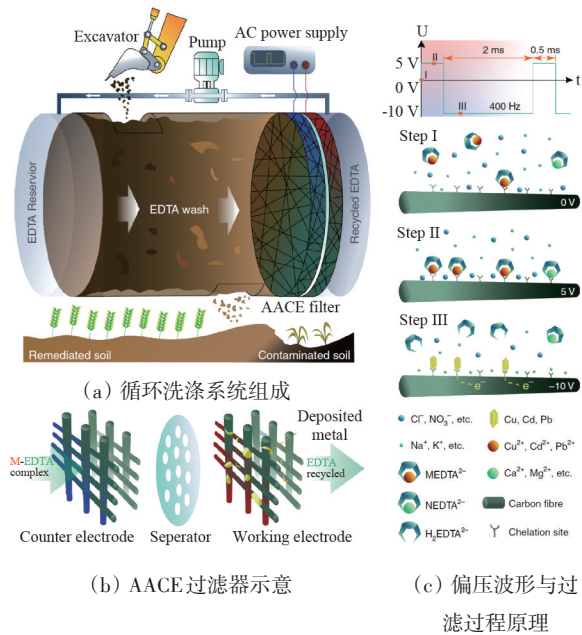 Excavator
Pump
AC power supply
EDTA Reservior
EDTA wash
Recycled EDTA
AACE filter
Remediated soil
Contaminated soil
(a) 循环洗涤系统组成
M-EDTA
complex
Deposited
metal
EDTA
recycled
Counter electrode
Seperator
Working electrode
(b) AACE过滤器示意
U
II
2 ms
0.5 ms
5 V
I
t
0 V
III
400 Hz
-10 V
Step I
0 V
Step II
5 V
Step III
e⁻
e⁻
-10 V
Cl⁻, NO₃⁻, etc.
Cu, Cd, Pb
Na⁺, K⁺, etc.
Cu²⁺, Cd²⁺, Pb²⁺
MEDTA²⁻
Ca²⁺, Mg²⁺, etc.
NEDTA²⁻
Carbon fibre
H₂EDTA²⁻
Chelation site
(c) 偏压波形与过
滤过程原理